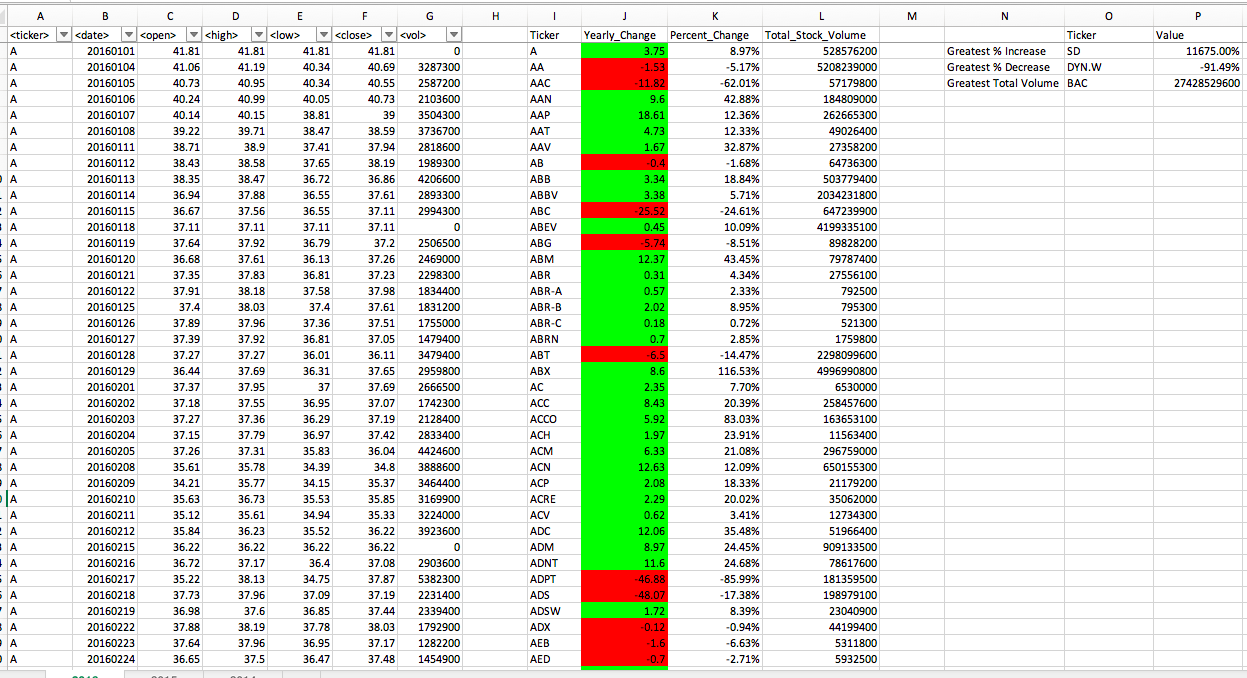 A B C D E F G H I J K L M N O P
<ticker> <date> <open> <high> <low> <close> <vol> Ticker Yearly_Change Percent_Change Total_Stock_Volume Ticker Value
A 20160101 41.81 41.81 41.81 41.81 0 A 3.75 8.97% 528576200 Greatest % Increase SD 11675.00%
A 20160104 41.06 41.19 40.34 40.69 3287300 AA -1.53 -5.17% 5208239000 Greatest % Decrease DYN.W -91.49%
A 20160105 40.73 40.95 40.34 40.55 2587200 AAC -11.82 -62.01% 57179800 Greatest Total Volume BAC 27428529600
A 20160106 40.24 40.99 40.05 40.73 2103600 AAN 9.6 42.88% 184809000
A 20160107 40.14 40.15 38.81 39 3504300 AAP 18.61 12.36% 262665300
A 20160108 39.22 39.71 38.47 38.59 3736700 AAT 4.73 12.33% 49026400
A 20160111 38.71 38.9 37.41 37.94 2818600 AAV 1.67 32.87% 27358200
A 20160112 38.43 38.58 37.65 38.19 1989300 AB -0.4 -1.68% 64736300
A 20160113 38.35 38.47 36.72 36.86 4206600 ABB 3.34 18.84% 503779400
A 20160114 36.94 37.88 36.55 37.61 2893300 ABBV 3.38 5.71% 2034231800
A 20160115 36.67 37.56 36.55 37.11 2994300 ABC -25.52 -24.61% 647239900
A 20160118 37.11 37.11 37.11 37.11 0 ABEV 0.45 10.09% 4199335100
A 20160119 37.64 37.92 36.79 37.2 2506500 ABG -5.74 -8.51% 89828200
A 20160120 36.68 37.61 36.13 37.26 2469000 ABM 12.37 43.45% 79787400
A 20160121 37.35 37.83 36.81 37.23 2298300 ABR 0.31 4.34% 27556100
A 20160122 37.91 38.18 37.58 37.98 1834400 ABR-A 0.57 2.33% 792500
A 20160125 37.4 38.03 37.4 37.61 1831200 ABR-B 2.02 8.95% 795300
A 20160126 37.89 37.96 37.36 37.51 1755000 ABR-C 0.18 0.72% 521300
A 20160127 37.39 37.92 36.81 37.05 1479400 ABRN 0.7 2.85% 1759800
A 20160128 37.27 37.27 36.01 36.11 3479400 ABT -6.5 -14.47% 2298099600
A 20160129 36.44 37.69 36.31 37.65 2959800 ABX 8.6 116.53% 4996990800
A 20160201 37.37 37.95 37 37.69 2666500 AC 2.35 7.70% 6530000
A 20160202 37.18 37.55 36.95 37.07 1742300 ACC 8.43 20.39% 258457600
A 20160203 37.27 37.36 36.29 37.19 2128400 ACCO 5.92 83.03% 163653100
A 20160204 37.15 37.79 36.97 37.42 2833400 ACH 1.97 23.91% 11563400
A 20160205 37.26 37.31 35.83 36.04 4424600 ACM 6.33 21.08% 296759000
A 20160208 35.61 35.78 34.39 34.8 3888600 ACN 12.63 12.09% 650155300
A 20160209 34.21 35.77 34.15 35.37 3464400 ACP 2.08 18.33% 21179200
A 20160210 35.63 36.73 35.53 35.85 3169900 ACRE 2.29 20.02% 35062000
A 20160211 35.12 35.61 34.94 35.33 3224000 ACV 0.62 3.41% 12734300
A 20160212 35.84 36.23 35.52 36.22 3923600 ADC 12.06 35.48% 51966400
A 20160215 36.22 36.22 36.22 36.22 0 ADM 8.97 24.45% 909133500
A 20160216 36.72 37.17 36.4 37.08 2903600 ADNT 11.6 24.68% 78617600
A 20160217 35.22 38.13 34.75 37.87 5382300 ADPT -46.88 -85.99% 181359500
A 20160218 37.73 37.96 37.09 37.19 2231400 ADS -48.07 -17.38% 198979100
A 20160219 36.98 37.6 36.85 37.44 2339400 ADSW 1.72 8.39% 23040900
A 20160222 37.88 38.19 37.78 38.03 1792900 ADX -0.12 -0.94% 44199400
A 20160223 37.64 37.96 36.95 37.17 1282200 AEB -1.6 -6.63% 5311800
A 20160224 36.65 37.5 36.47 37.48 1454900 AED -0.7 -2.71% 5932500